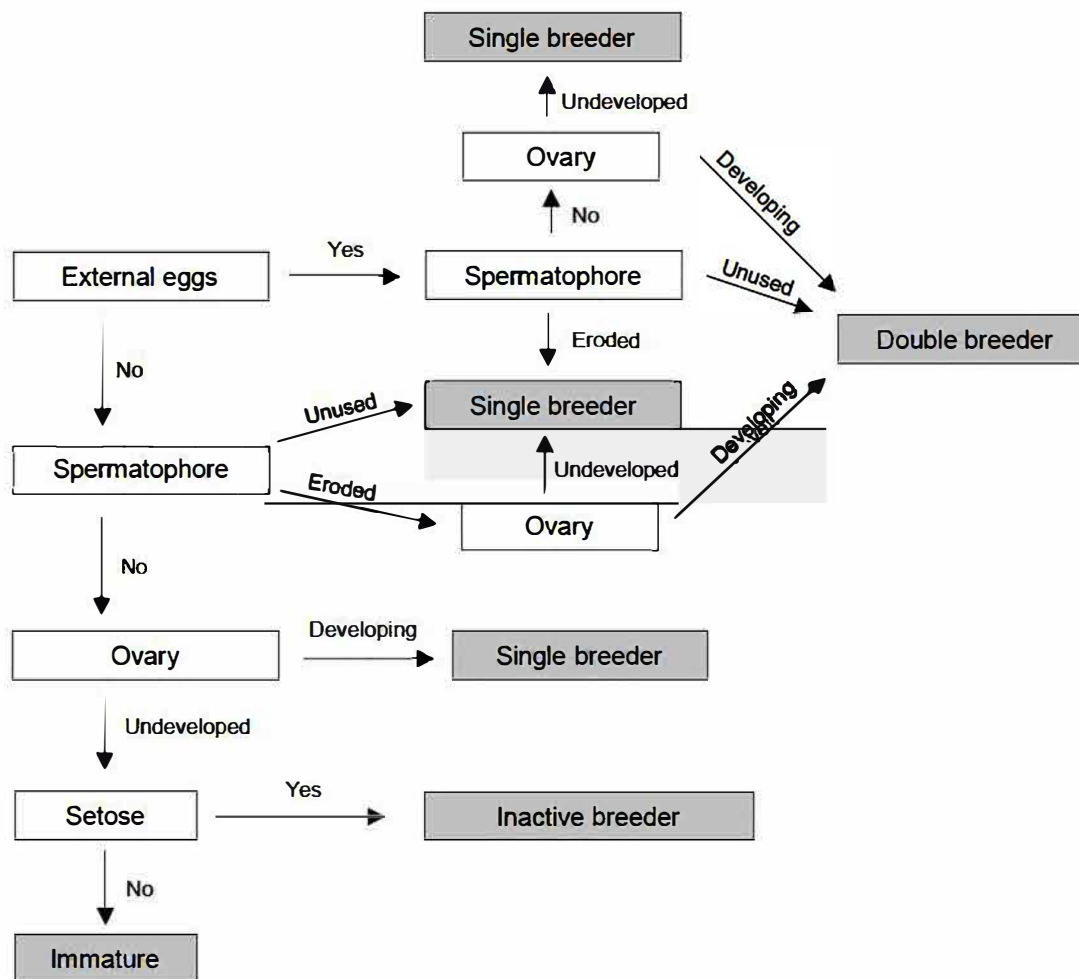 Single breeder
Undeveloped
Ovary
Developing
No
Yes
External eggs
Spermatophore
Unused
Eroded
Double breeder
No
Unused
Single breeder
Developing
Spermatophore
Undeveloped
Eroded
Ovary
No
Developing
Ovary
Single breeder
Undeveloped
Yes
Setose
Inactive breeder
No
Immature